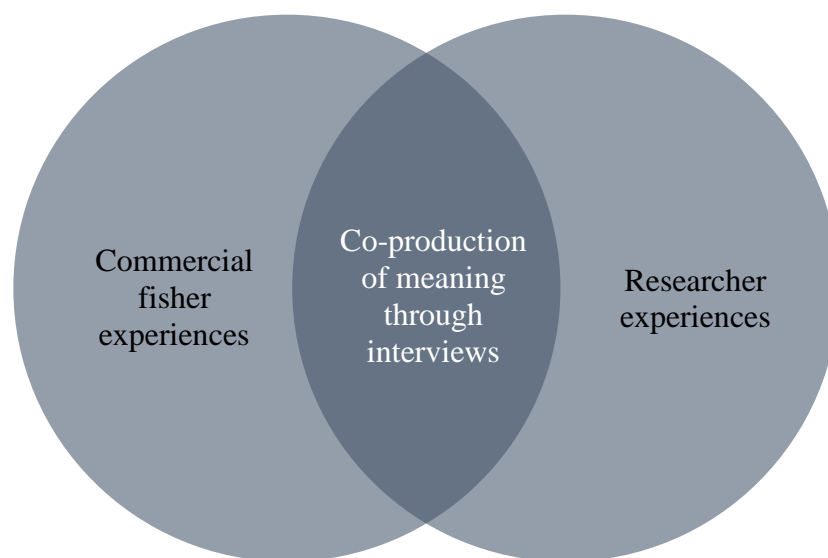 Commercial
fisher
experiences
Co-production
of meaning
through
interviews
Researcher
experiences